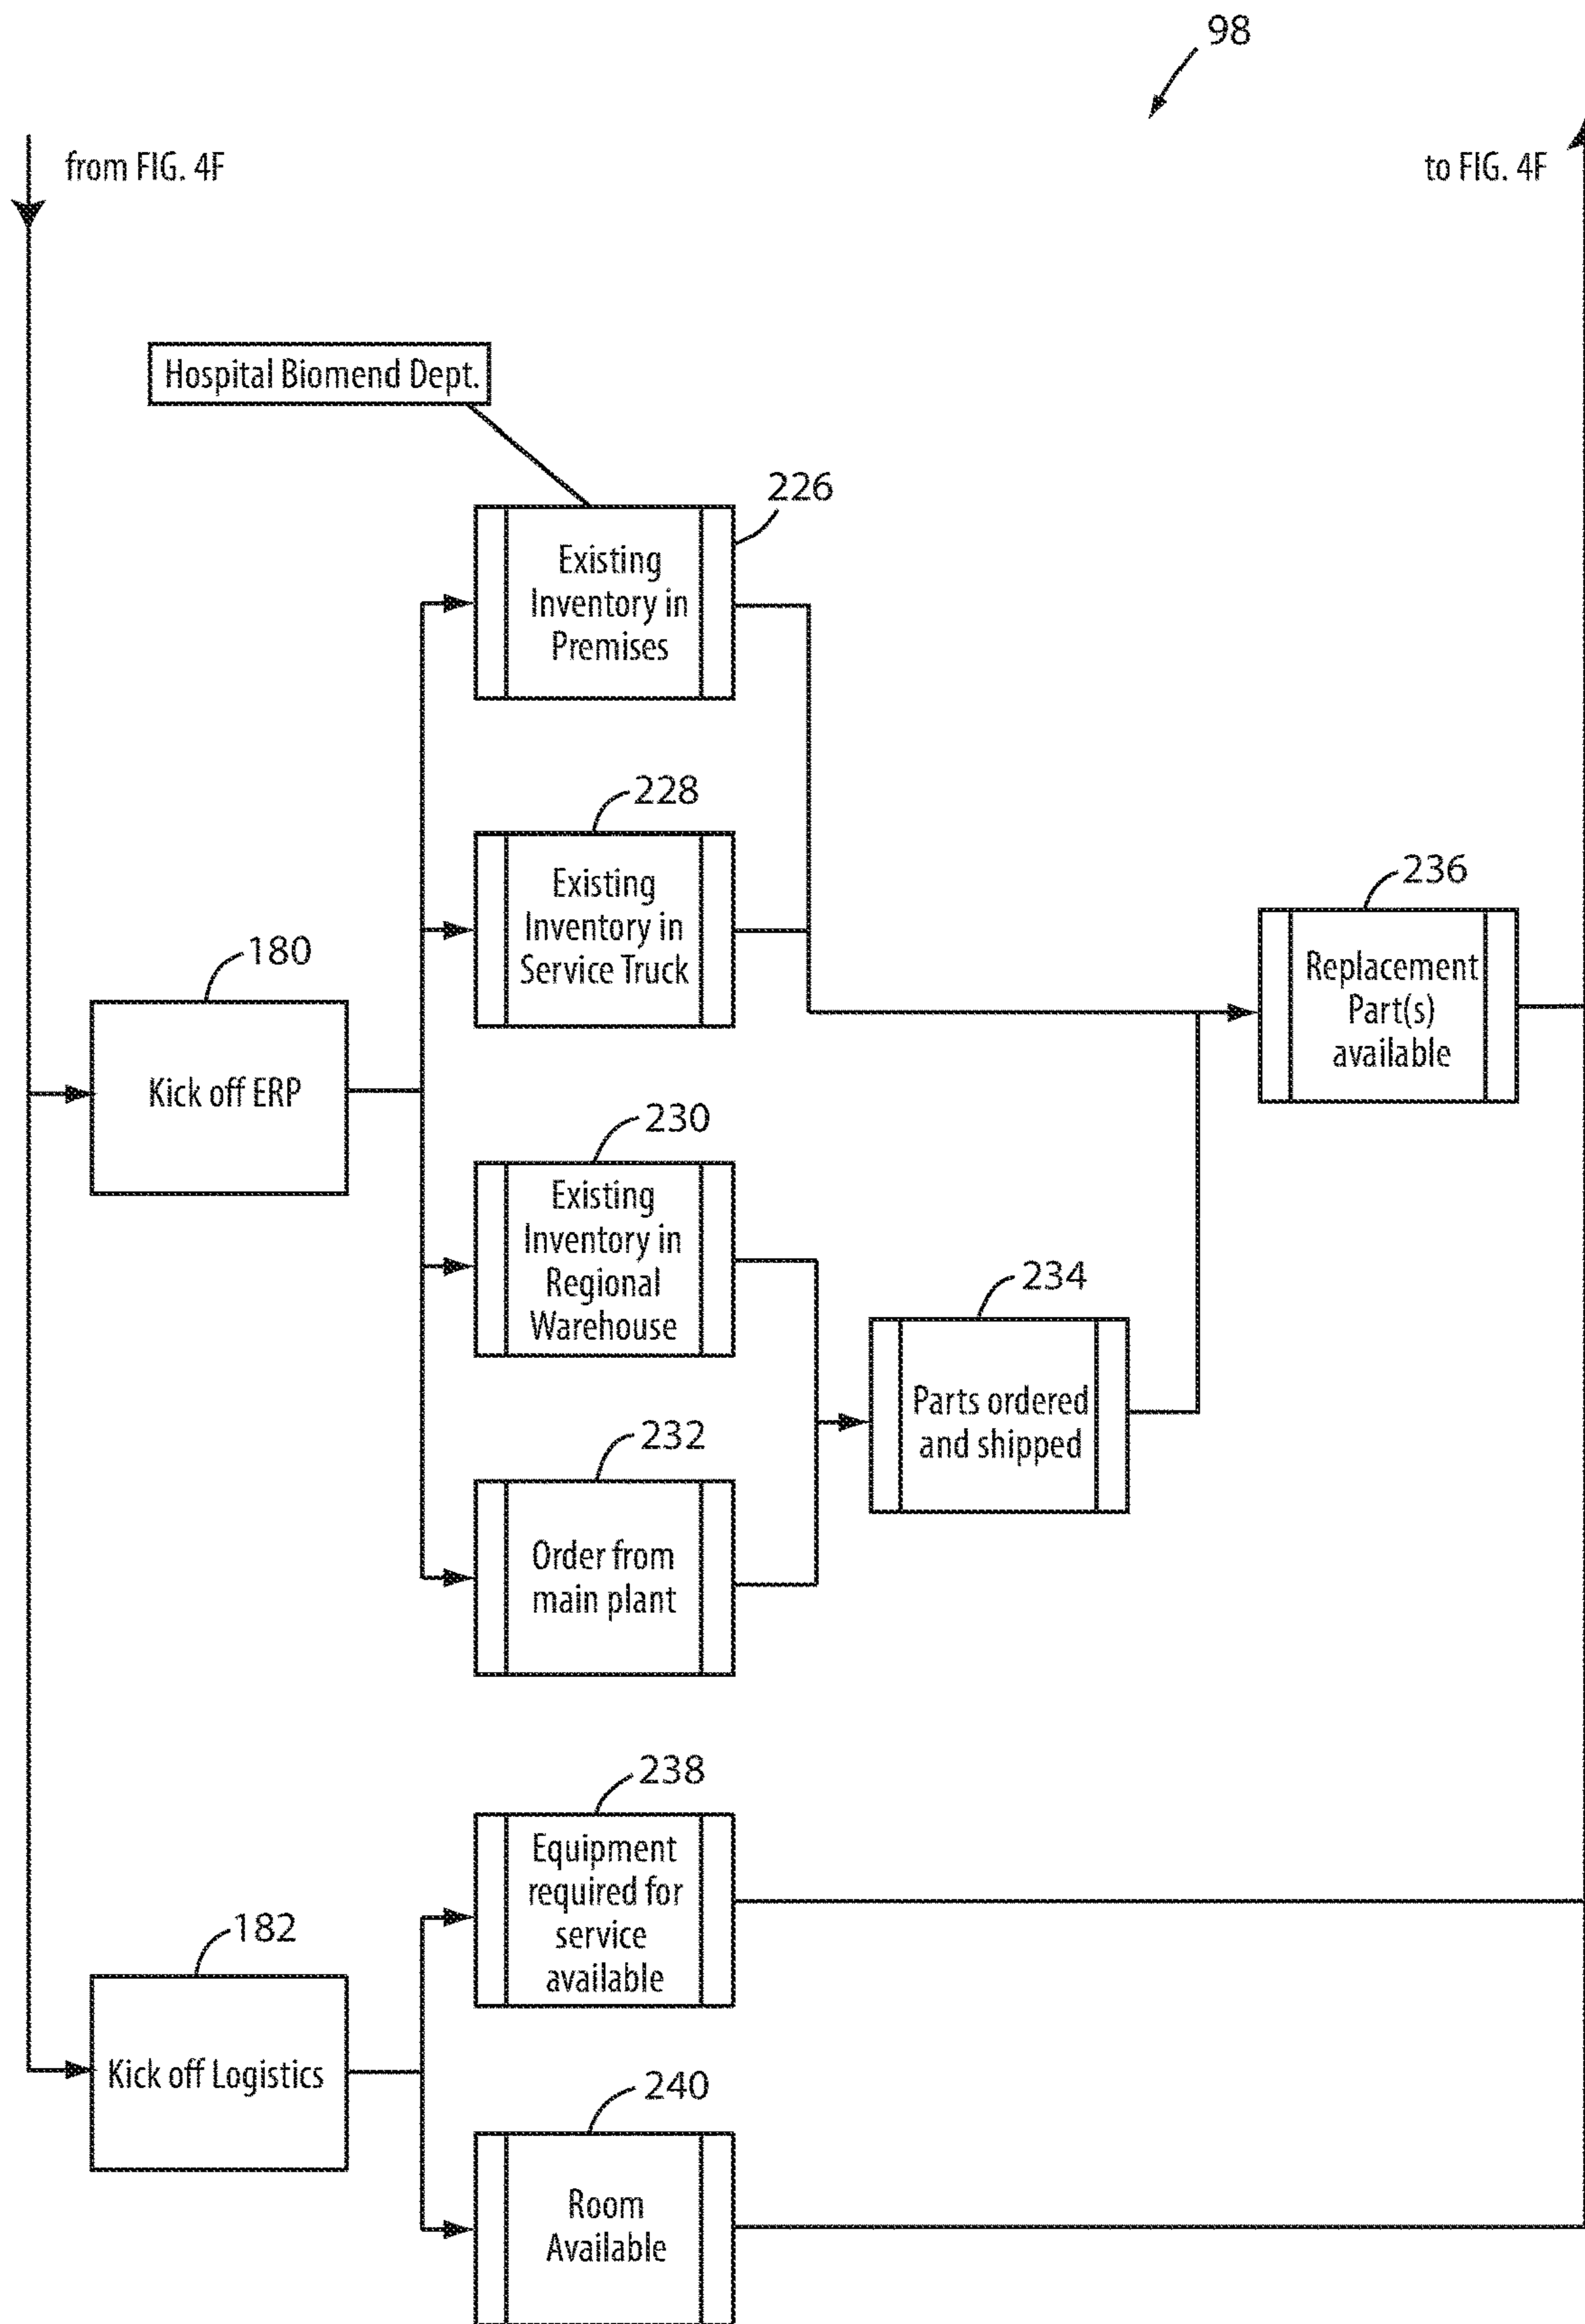 98
from FIG. 4F
to FIG. 4F
Hospital Biomend Dept.
226
Existing
Inventory in
Premises
228
Existing
Inventory in
Service Truck
236
Replacement
Part(s)
available
180
Kick off ERP
230
Existing
Inventory in
Regional
Warehouse
234
Parts ordered
and shipped
232
Order from
main plant
238
Equipment
required for
service
available
182
Kick off Logistics
240
Room
Available